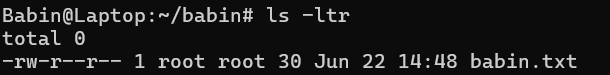 Babin@Laptop:~/babin# ls -ltr
total 0
-rw-r--r-- 1 root root 30 Jun 22 14:48 babin.txt